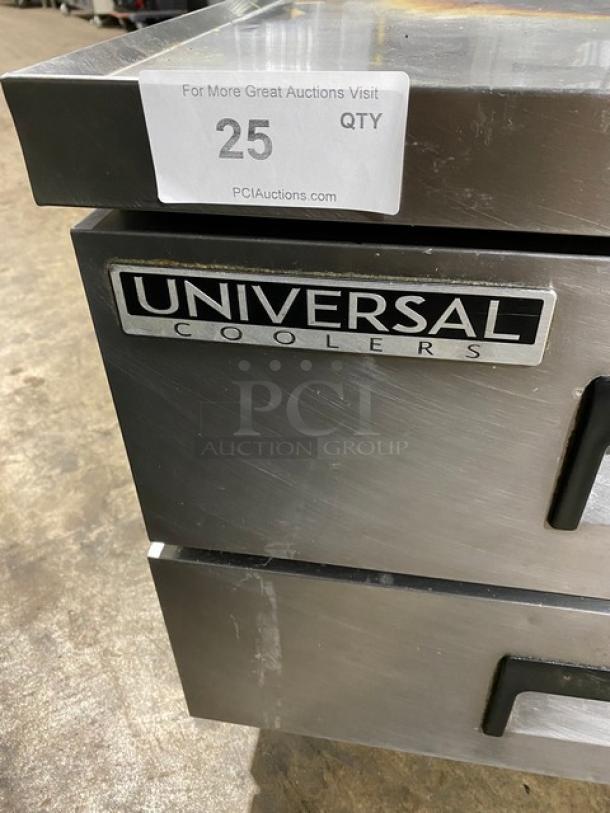 For More Great Auctions Visit
25 QTY
PCIAuctions.com
UNIVERSAL
COOLERS
PCI
AUCTION GROUP